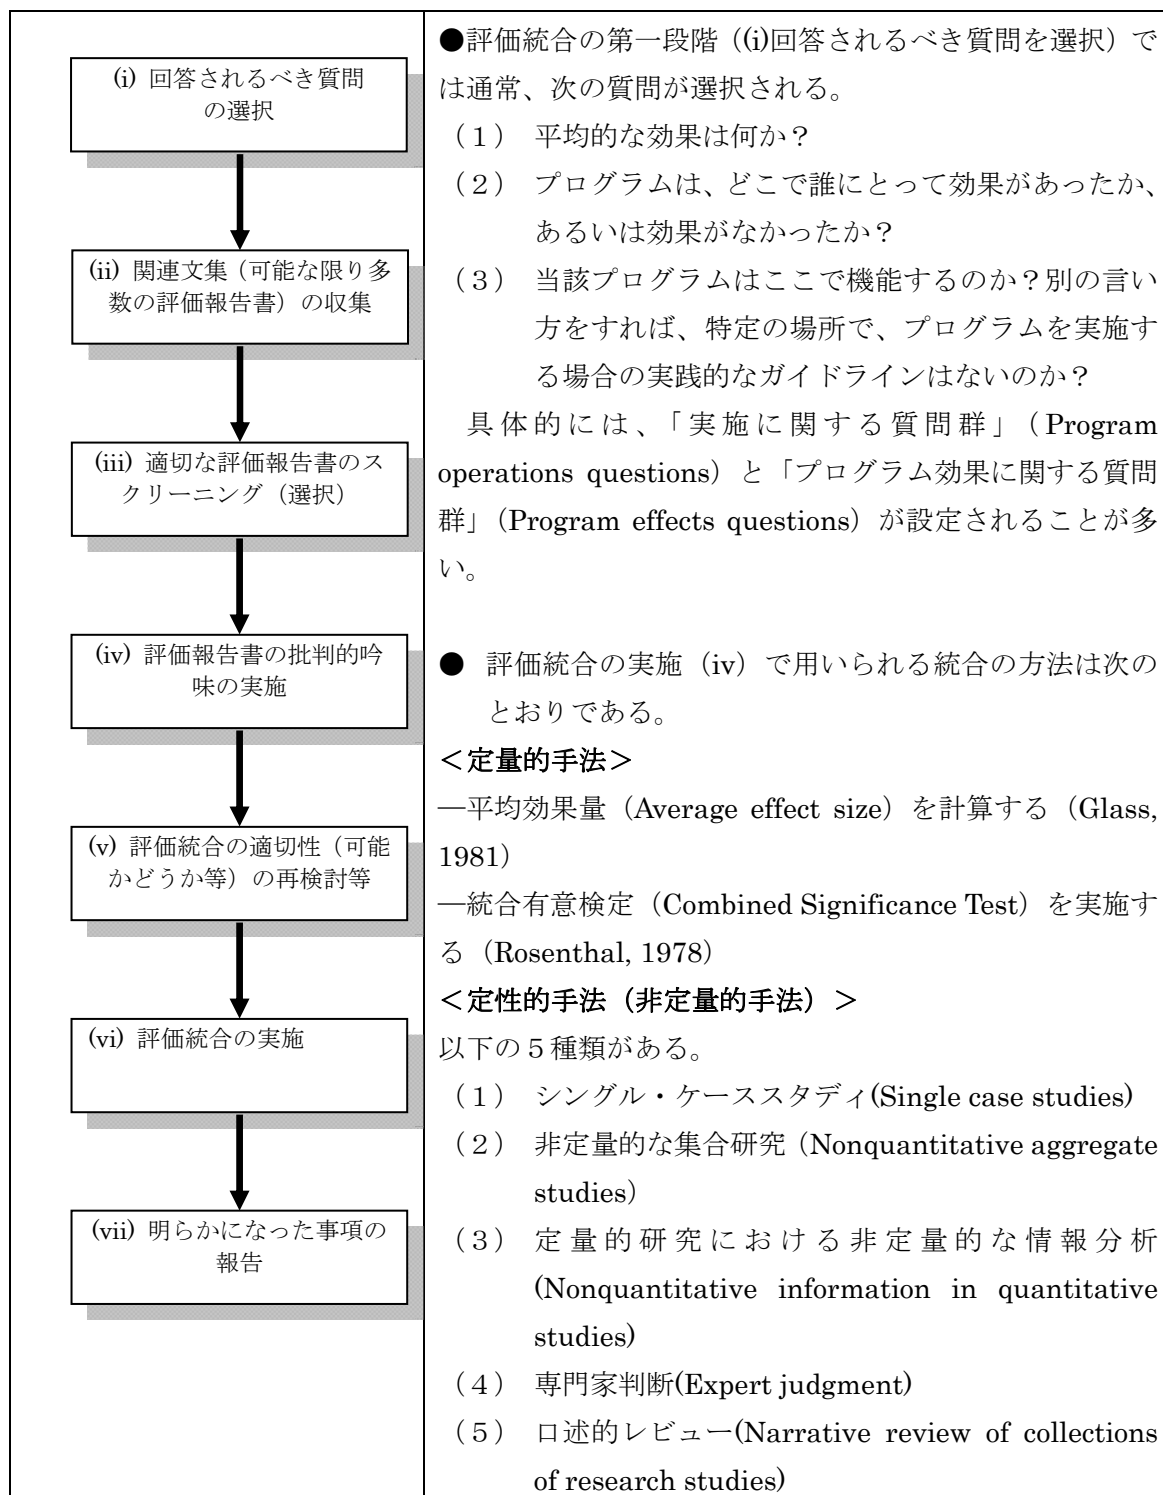 (i) 回答されるべき質問
の選択
(ii) 関連文集（可能な限り多
数の評価報告書）の収集
(iii) 適切な評価報告書のス
クリーニング（選択）
(iv) 評価報告書の批判的吟
味の実施
(v) 評価統合の適切性（可能
かどうか等）の再検討等
(vi) 評価統合の実施
(vii) 明らかになった事項の
報告
●評価統合の第一段階（(i)回答されるべき質問を選択）で
は通常、次の質問が選択される。
（１） 平均的な効果は何か？
（２） プログラムは、どこで誰にとって効果があったか、
あるいは効果がなかったか？
（３） 当該プログラムはここで機能するのか？別の言い
方をすれば、特定の場所で、プログラムを実施す
る場合の実践的なガイドラインはないのか？
具体的には、「実施に関する質問群」（Program
operations questions）と「プログラム効果に関する質問
群」（Program effects questions）が設定されることが多
い。
● 評価統合の実施（iv）で用いられる統合の方法は次の
とおりである。
＜定量的手法＞
―平均効果量（Average effect size）を計算する（Glass,
1981）
―統合有意検定（Combined Significance Test）を実施す
る（Rosenthal, 1978）
＜定性的手法（非定量的手法）＞
以下の５種類がある。
（１） シングル・ケーススタディ(Single case studies)
（２） 非定量的な集合研究（Nonquantitative aggregate
studies）
（３） 定量的研究における非定量的な情報分析
(Nonquantitative information in quantitative
studies)
（４） 専門家判断(Expert judgment)
（５） 口述的レビュー(Narrative review of collections
of research studies)